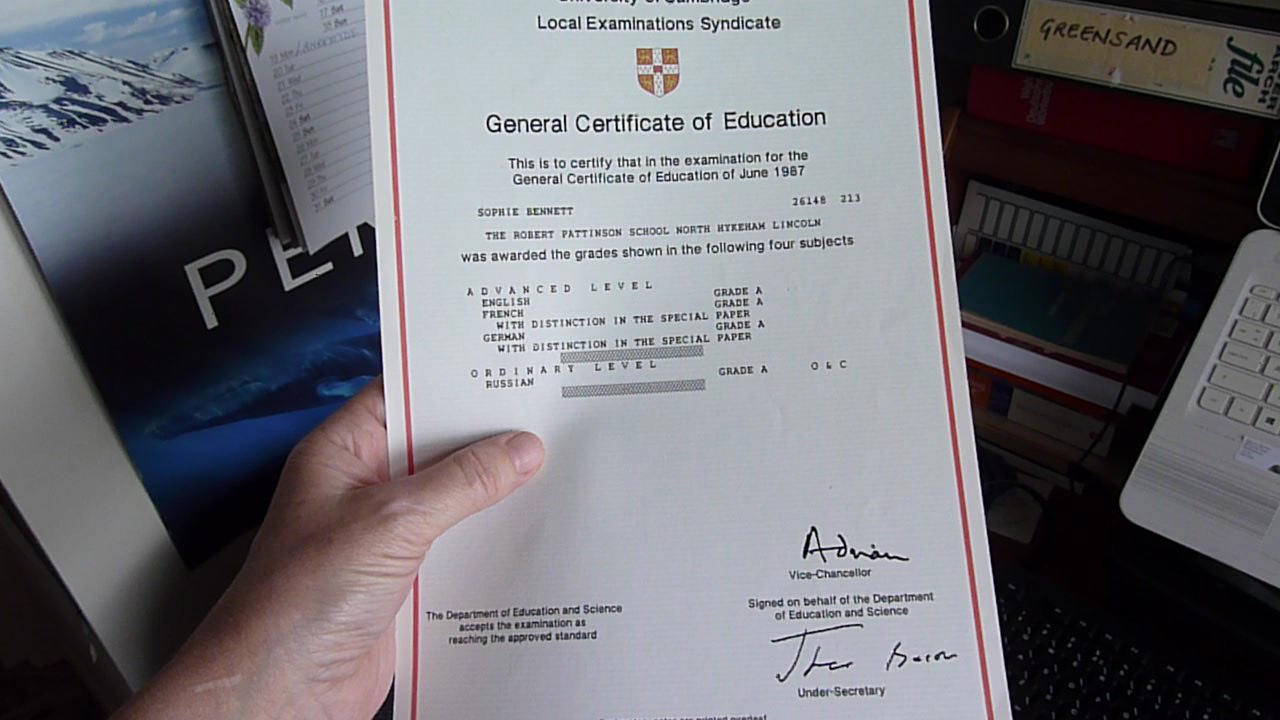 University of Cambridge
Local Examinations Syndicate
General Certificate of Education
This is to certify that in the examination for the
General Certificate of Education of June 1987
SOPHIE BENNETT 26148 213
THE ROBERT PATTINSON SCHOOL NORTH HYKEHAM LINCOLN
was awarded the grades shown in the following four subjects
ADVANCED LEVEL
ENGLISH GRADE A
FRENCH GRADE A
WITH DISTINCTION IN THE SPECIAL PAPER
GERMAN GRADE A
WITH DISTINCTION IN THE SPECIAL PAPER
ORDINARY LEVEL
RUSSIAN GRADE A O & C
Adrian
Vice-Chancellor
The Department of Education and Science
accepts the examination as
reaching the approved standard
Signed on behalf of the Department
of Education and Science
Under-Secretary
GREENSAND
file
PE